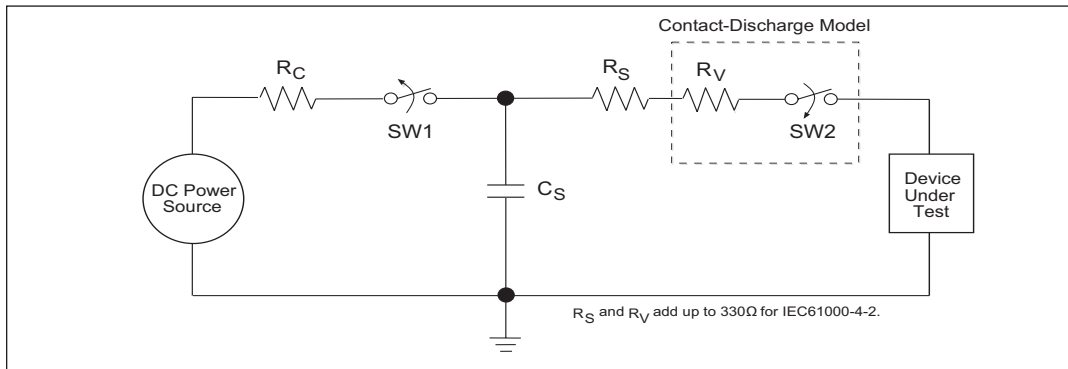 Contact-Discharge Model
RC
RS
RV
SW1
SW2
DC Power
Source
CS
Device
Under
Test
RS and RV add up to 330Ω for IEC61000-4-2.